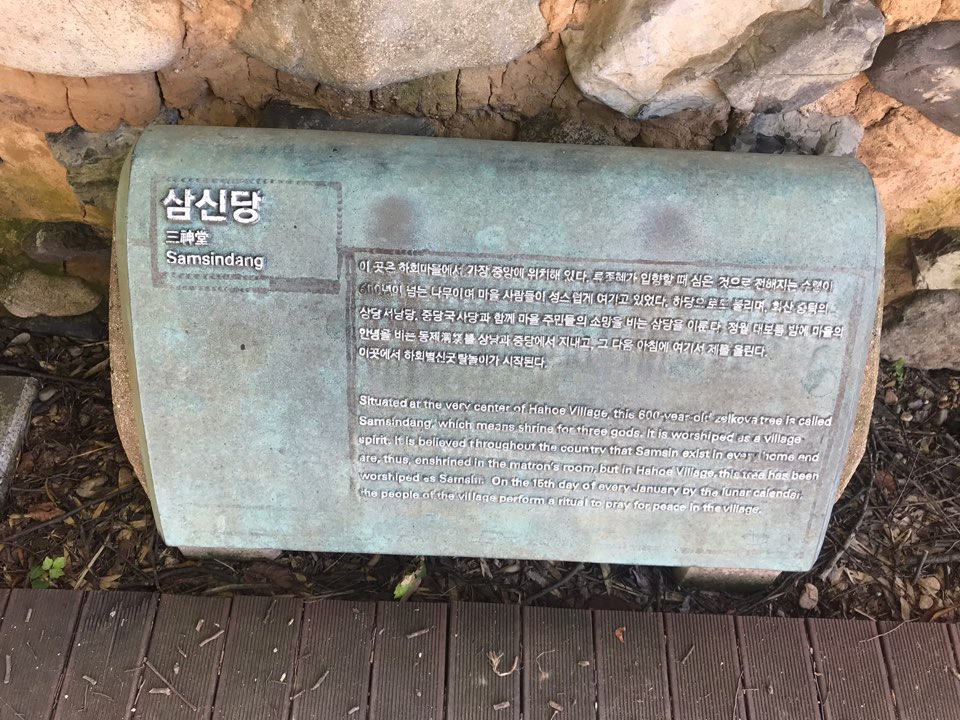 삼신당
三神堂
Samsindang
이 곳은 하회마을에서 가장 중앙에 위치해 있다. 류종혜가 입향할 때 심은 것으로 전해지는 수령이
600년이 넘는 나무이며 마을 사람들이 성스럽게 여기고 있었다. 하당으로도 불리며, 화산 중턱의
상당 서낭당, 중당 국사당과 함께 마을 주민들의 소망을 비는 삼당을 이룬다. 정월 대보름 밤에 마을의
안녕을 비는 동제를 상당과 중당에서 지내고, 그 다음 아침에 여기서 제를 올린다.
이곳에서 하회별신굿탈놀이가 시작된다.
Situated at the very center of Hahoe Village, this 600-year-old zelkova tree is called
Samsindang, which means shrine for three gods. It is worshiped as a village
spirit. It is believed throughout the country that Samsin exist in every home and
are, thus, enshrined in the matron's room, but in Hahoe Village, this tree has been
worshiped as Samsin. On the 15th day of every January by the lunar calendar,
the people of the village perform a ritual to pray for peace in the village.